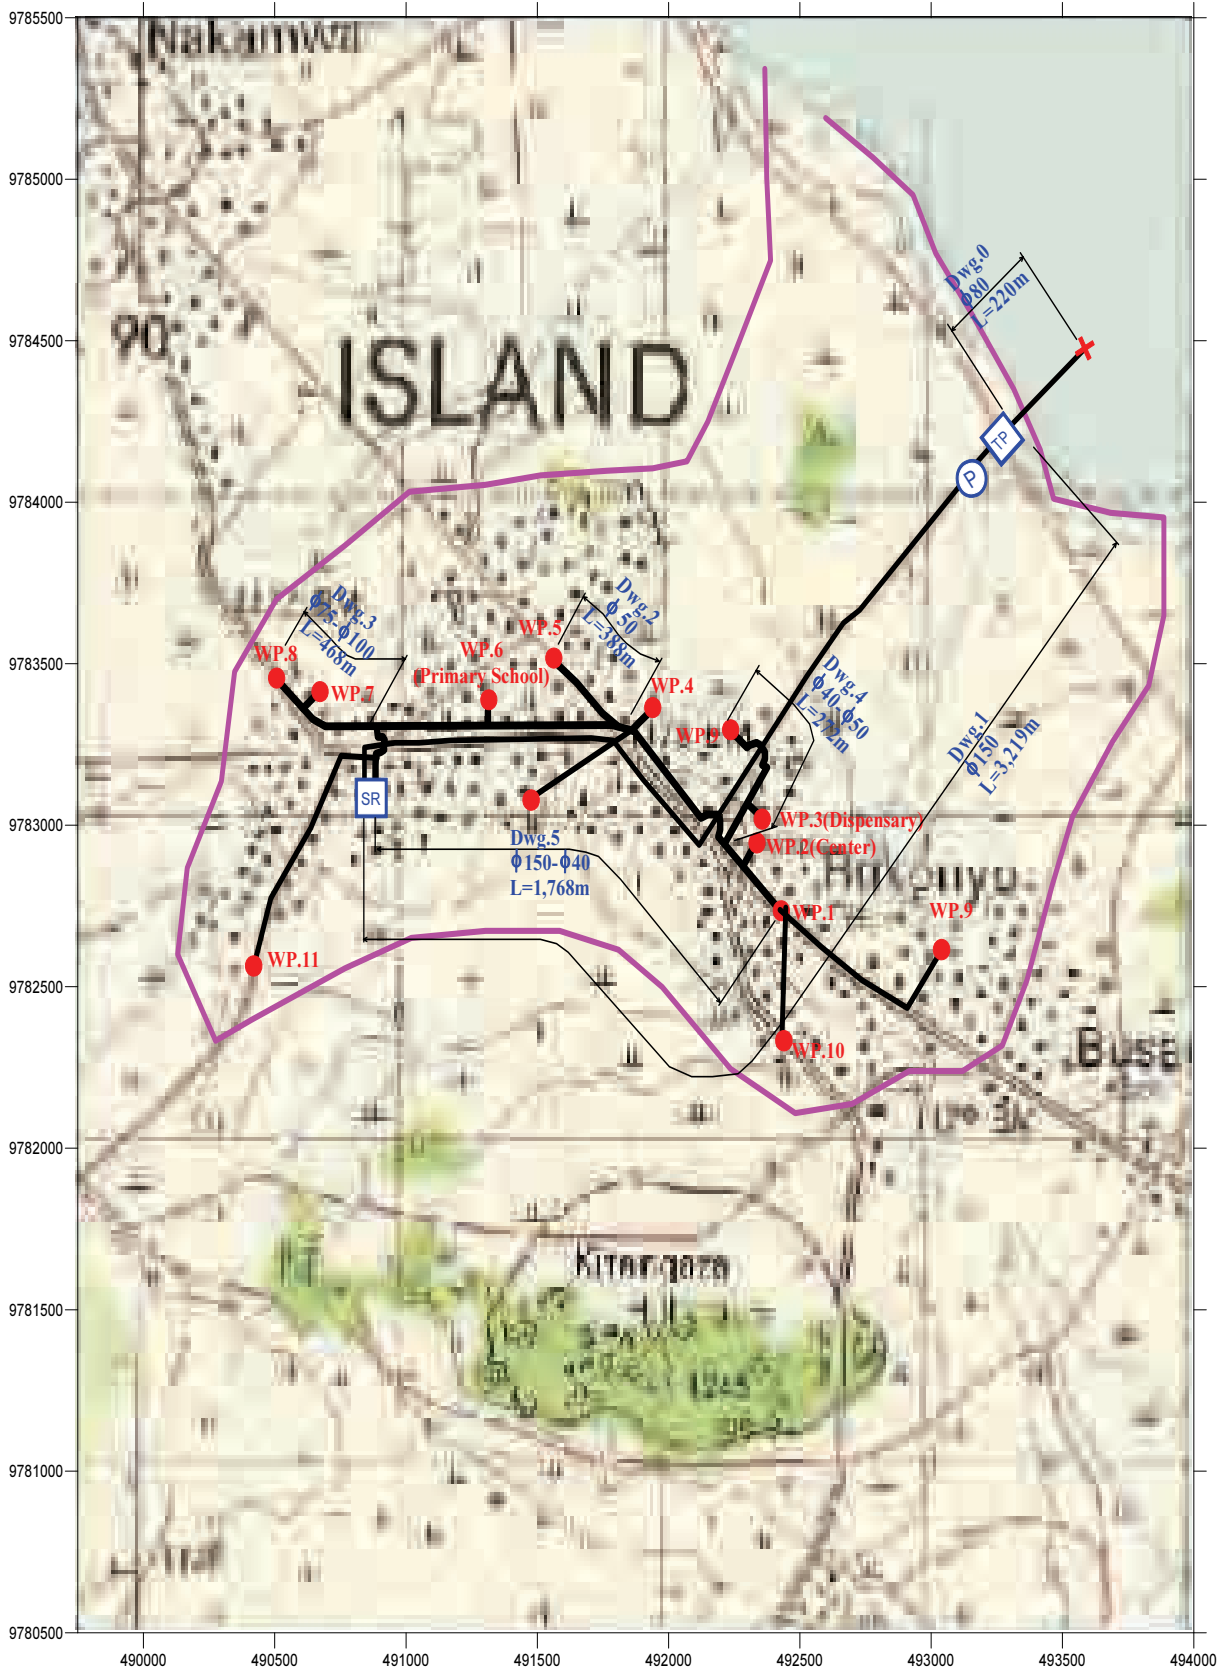 9785500
Nakamwa
9785000
Dwg.0
ϕ80
L=220m
9784500
90
ISLAND
TP
P
9784000
Dwg.3
ϕ75-ϕ100
L=468m
Dwg.2
ϕ 50
L=388m
WP.5
9783500
WP.8
WP.6
(Primary School)
WP.7
WP.4
Dwg.4
ϕ40-ϕ50
L=272m
WP.9
Dwg.1
ϕ150
L=3,219m
SR
9783000
WP.3(Dispensary)
WP.2(Center)
Dwg.5
ϕ150-ϕ40
L=1,768m
WP.1
WP.9
WP.11
9782500
WP.10
9782000
9781500
1245
9781000
9780500
490000 490500 491000 491500 492000 492500 493000 493500 494000